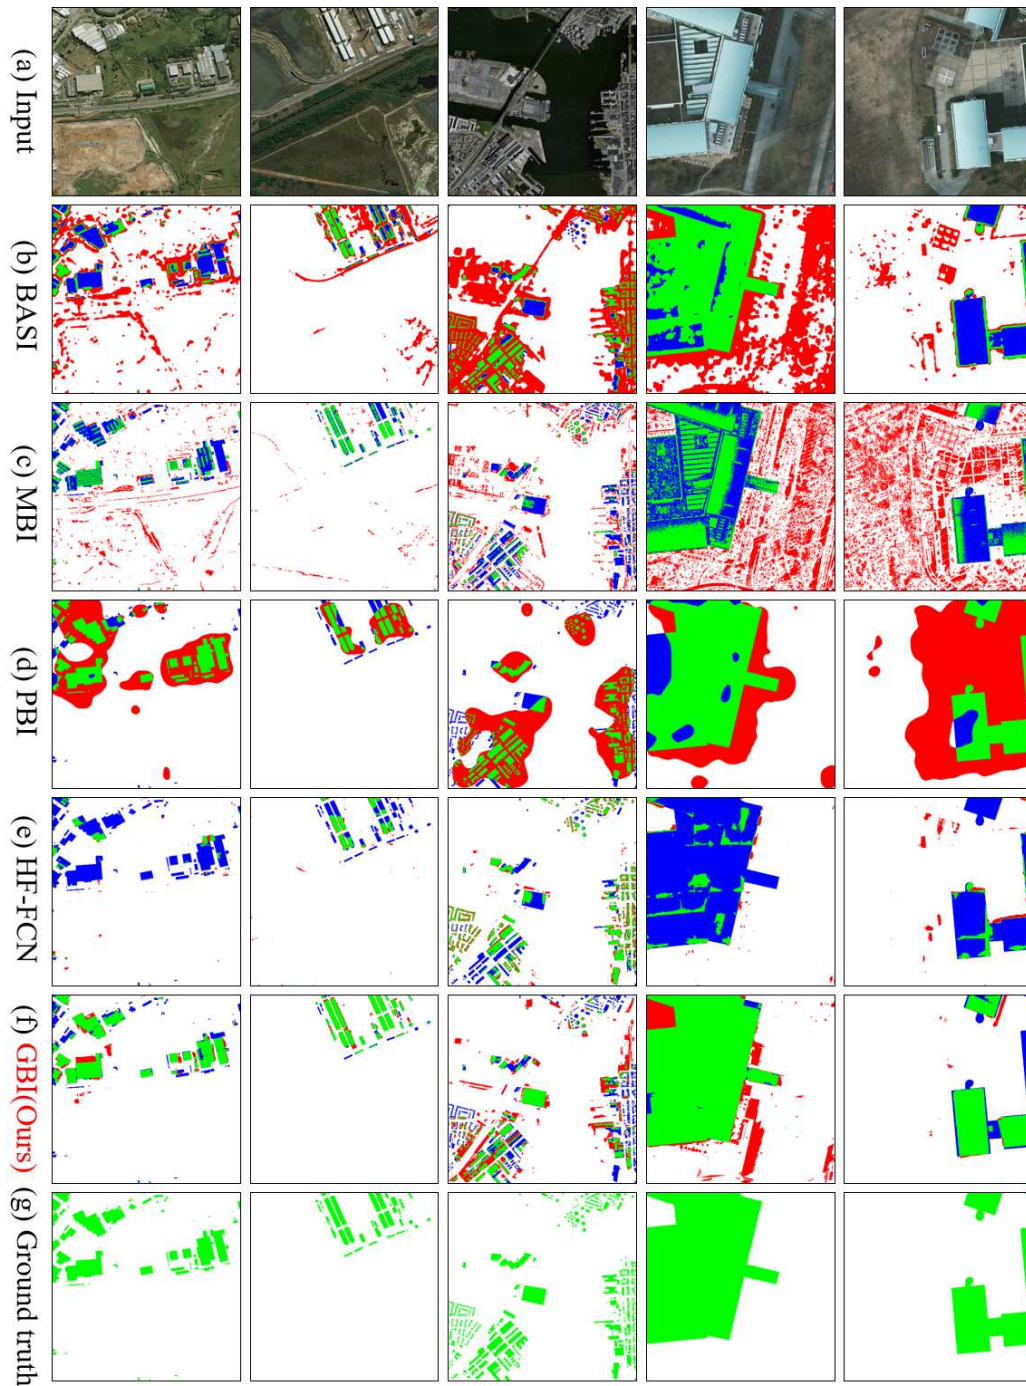 (a) Input
(b) BASI
(c) MBI
(d) PBI
(e) HF-FCN
(f) GBI(Ours)
(g) Ground truth